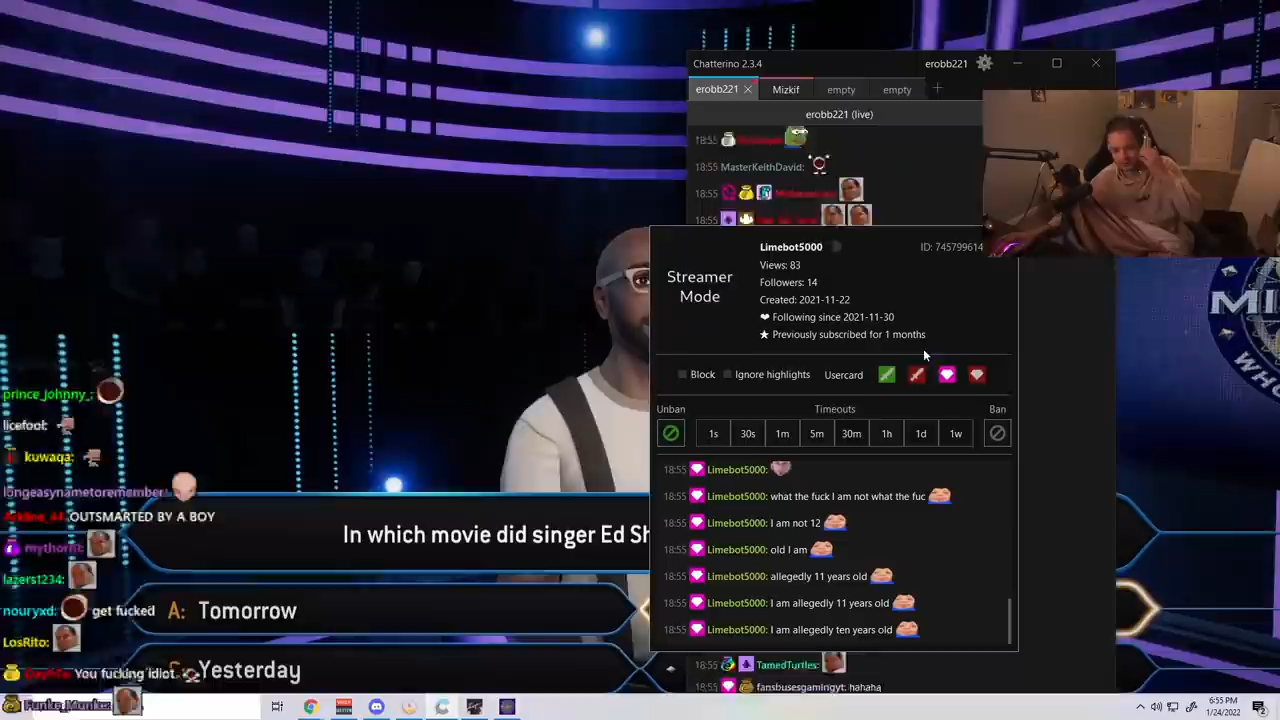 Chatterino 2.3.4
erobb221
erobb221
Mizkif
empty
empty
erobb221 (live)
18:55
18:55 MasterKeithDavid:
18:55
18:55
Limebot5000
ID: 745799614
Streamer Mode
Views: 83
Followers: 14
Created: 2021-11-22
❤ Following since 2021-11-30
★ Previously subscribed for 1 months
Block
Ignore highlights
Usercard
Unban
Timeouts
Ban
1s 30s 1m 5m 30m 1h 1d 1w
18:55 Limebot5000:
18:55 Limebot5000: what the fuck I am not what the fuc
18:55 Limebot5000: I am not 12
18:55 Limebot5000: old I am
18:55 Limebot5000: allegedly 11 years old
18:55 Limebot5000: I am allegedly 11 years old
18:55 Limebot5000: I am allegedly ten years old
18:55 TamedTurtles:
18:55 fansbusesgamingyt: hahaha
prince_johnny_:
licefoot:
kuwaqa:
longeasynametoremember:
OUTSMARTED BY A BOY
mythorn:
lazers1234:
nouryxd: get fucked
LosRito:
You fucking idiot
In which movie did singer Ed Sh
A: Tomorrow
C: Yesterday
6:55 PM
1/24/2022